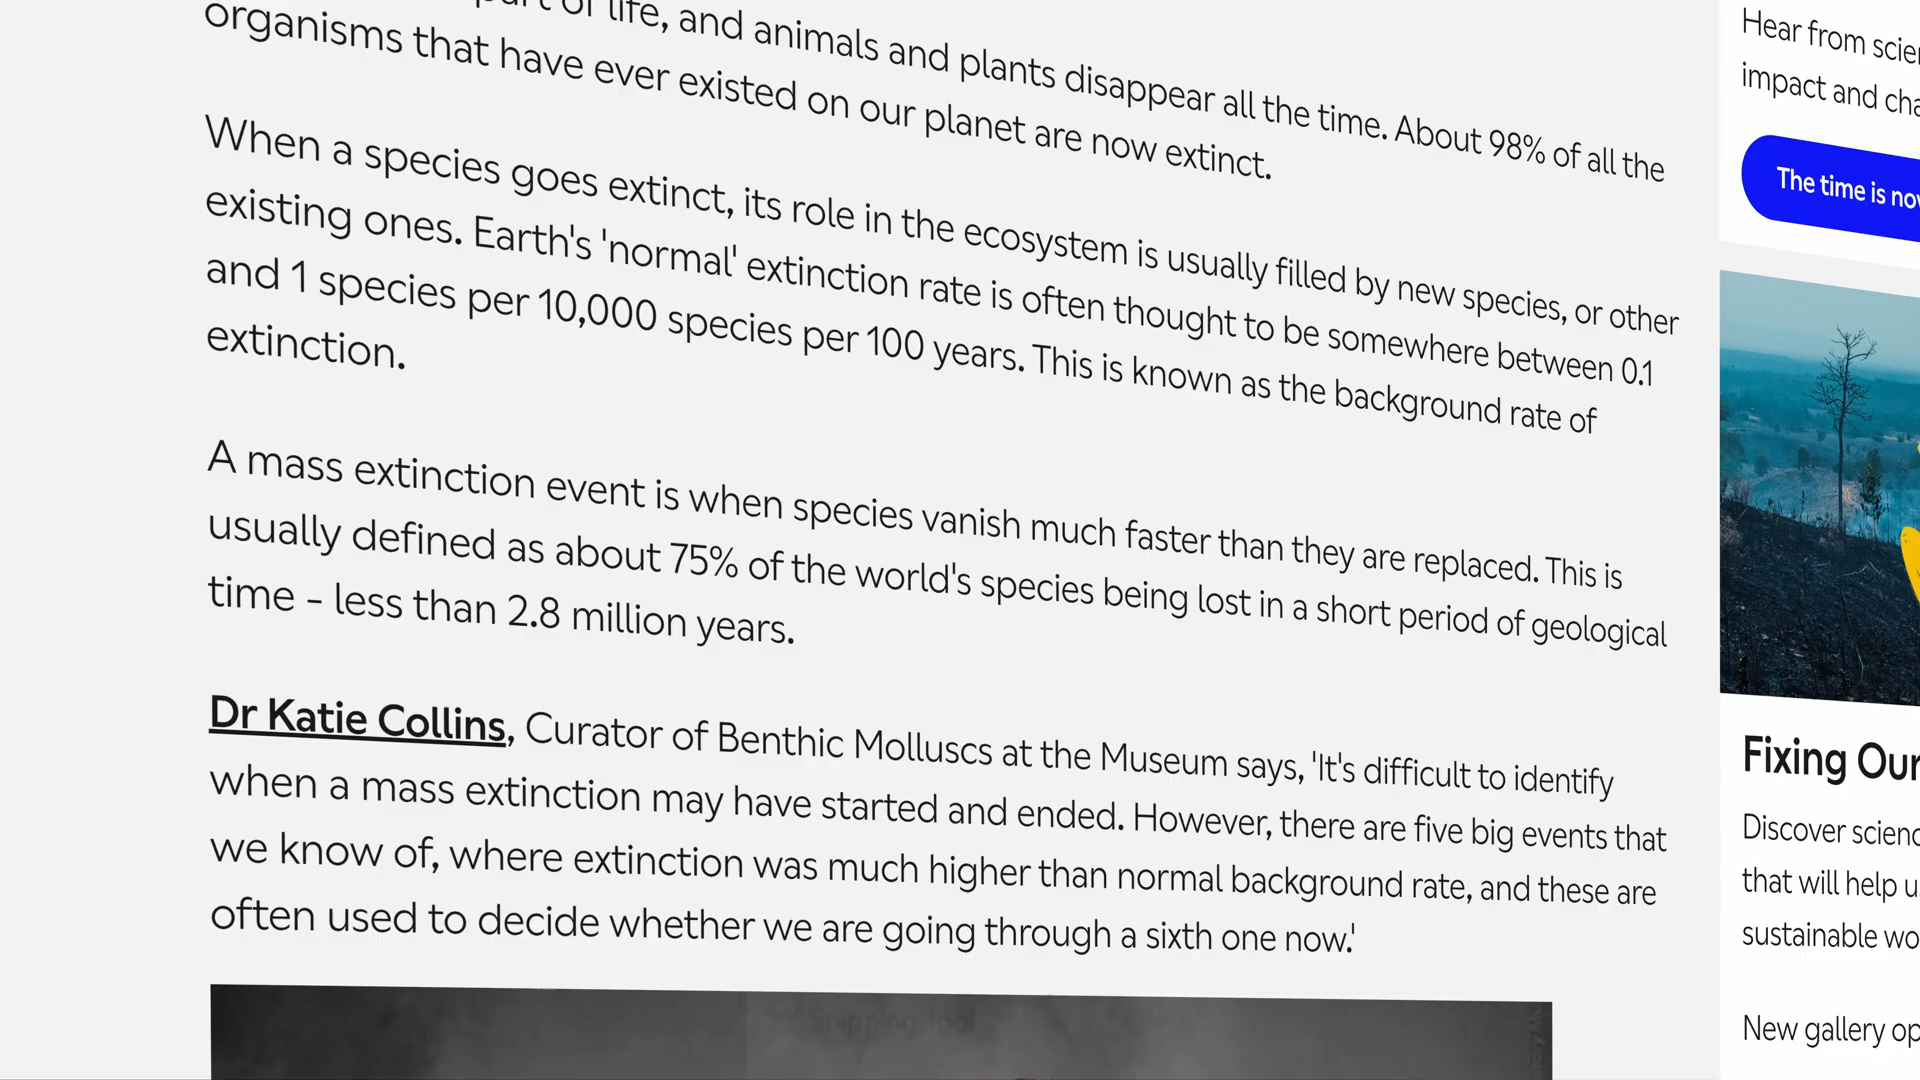 of life, and animals and plants disappear all the time. About 98% of all the
organisms that have ever existed on our planet are now extinct.
When a species goes extinct, its role in the ecosystem is usually filled by new species, or other
existing ones. Earth's 'normal' extinction rate is often thought to be somewhere between 0.1
and 1 species per 10,000 species per 100 years. This is known as the background rate of
extinction.
A mass extinction event is when species vanish much faster than they are replaced. This is
usually defined as about 75% of the world's species being lost in a short period of geological
time - less than 2.8 million years.
Dr Katie Collins, Curator of Benthic Molluscs at the Museum says, 'It's difficult to identify
when a mass extinction may have started and ended. However, there are five big events that
we know of, where extinction was much higher than normal background rate, and these are
often used to decide whether we are going through a sixth one now.'
Snipping Tool
Hear from scie
impact and cha
The time is no
Fixing Our
Discover scienc
that will help u
sustainable wo
New gallery op